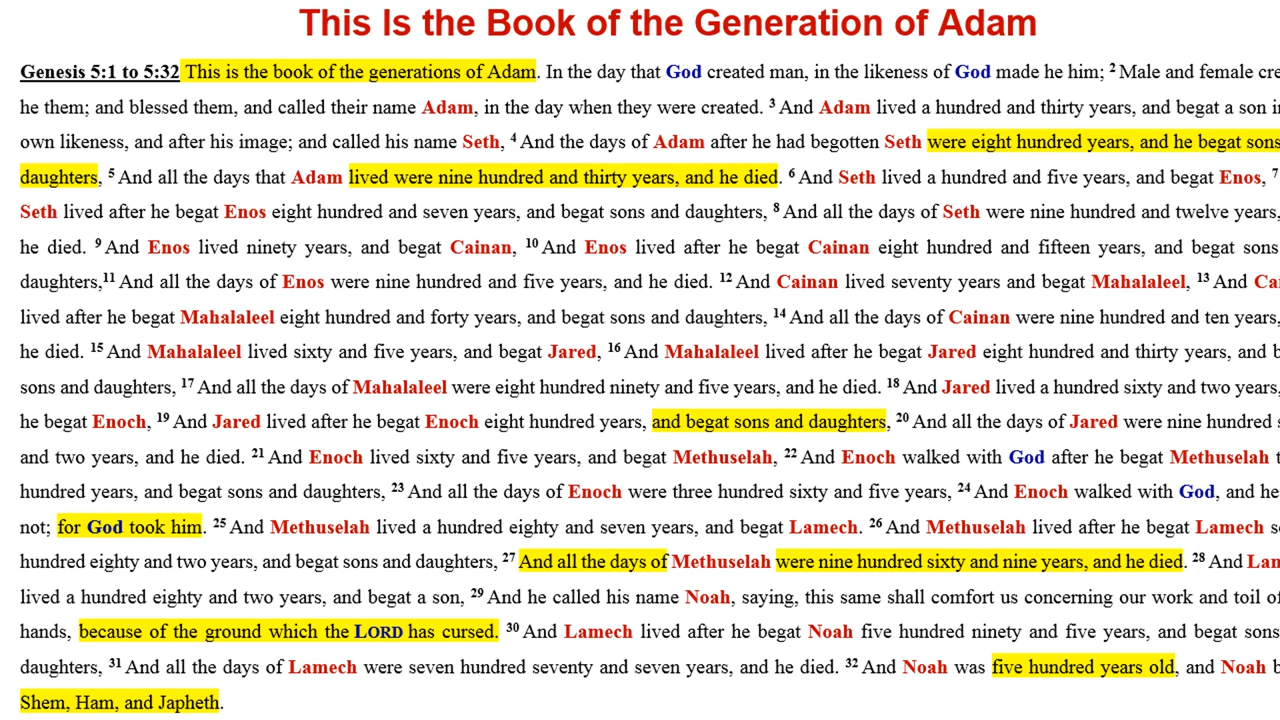 This Is the Book of the Generation of Adam
Genesis 5:1 to 5:32 This is the book of the generations of Adam. In the day that God created man, in the likeness of God made he him; 2 Male and female cre
he them; and blessed them, and called their name Adam, in the day when they were created. 3 And Adam lived a hundred and thirty years, and begat a son in
own likeness, and after his image; and called his name Seth, 4 And the days of Adam after he had begotten Seth were eight hundred years, and he begat sons
daughters, 5 And all the days that Adam lived were nine hundred and thirty years, and he died. 6 And Seth lived a hundred and five years, and begat Enos, 7
Seth lived after he begat Enos eight hundred and seven years, and begat sons and daughters, 8 And all the days of Seth were nine hundred and twelve years,
he died. 9 And Enos lived ninety years, and begat Cainan, 10 And Enos lived after he begat Cainan eight hundred and fifteen years, and begat sons
daughters,11 And all the days of Enos were nine hundred and five years, and he died. 12 And Cainan lived seventy years and begat Mahalaleel, 13 And Cai
lived after he begat Mahalaleel eight hundred and forty years, and begat sons and daughters, 14 And all the days of Cainan were nine hundred and ten years,
he died. 15 And Mahalaleel lived sixty and five years, and begat Jared, 16 And Mahalaleel lived after he begat Jared eight hundred and thirty years, and b
sons and daughters, 17 And all the days of Mahalaleel were eight hundred ninety and five years, and he died. 18 And Jared lived a hundred sixty and two years,
he begat Enoch, 19 And Jared lived after he begat Enoch eight hundred years, and begat sons and daughters, 20 And all the days of Jared were nine hundred s
and two years, and he died. 21 And Enoch lived sixty and five years, and begat Methuselah, 22 And Enoch walked with God after he begat Methuselah t
hundred years, and begat sons and daughters, 23 And all the days of Enoch were three hundred sixty and five years, 24 And Enoch walked with God, and he
not; for God took him. 25 And Methuselah lived a hundred eighty and seven years, and begat Lamech. 26 And Methuselah lived after he begat Lamech s
hundred eighty and two years, and begat sons and daughters, 27 And all the days of Methuselah were nine hundred sixty and nine years, and he died. 28 And Lam
lived a hundred eighty and two years, and begat a son, 29 And he called his name Noah, saying, this same shall comfort us concerning our work and toil of
hands, because of the ground which the LORD has cursed. 30 And Lamech lived after he begat Noah five hundred ninety and five years, and begat sons
daughters, 31 And all the days of Lamech were seven hundred seventy and seven years, and he died. 32 And Noah was five hundred years old, and Noah b
Shem, Ham, and Japheth.